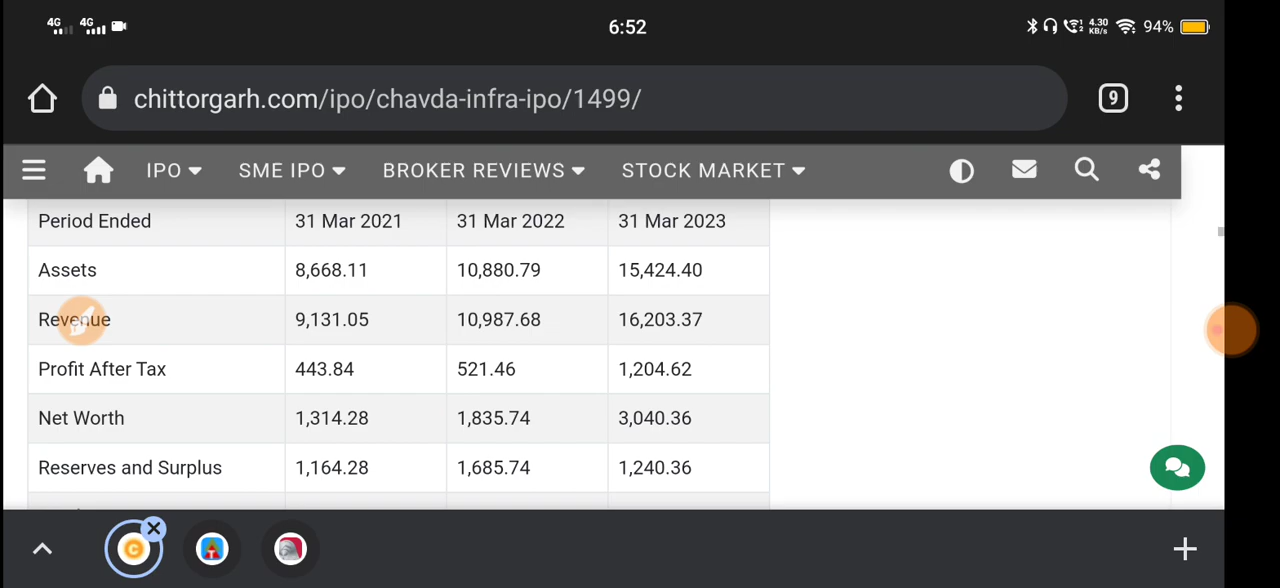 4G 4G 6:52 4.30 KB/s 94%
chittorgarh.com/ipo/chavda-infra-ipo/1499/ 9
IPO SME IPO BROKER REVIEWS STOCK MARKET
Period Ended 31 Mar 2021 31 Mar 2022 31 Mar 2023
Assets 8,668.11 10,880.79 15,424.40
Revenue 9,131.05 10,987.68 16,203.37
Profit After Tax 443.84 521.46 1,204.62
Net Worth 1,314.28 1,835.74 3,040.36
Reserves and Surplus 1,164.28 1,685.74 1,240.36